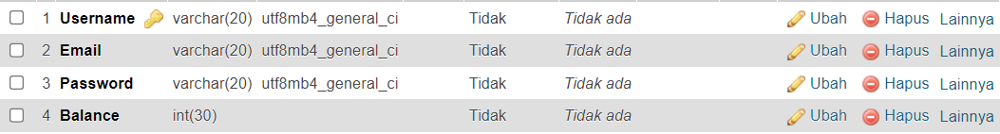 1 Username varchar(20) utf8mb4_general_ci Tidak Tidak ada Ubah Hapus Lainnya
2 Email varchar(20) utf8mb4_general_ci Tidak Tidak ada Ubah Hapus Lainnya
3 Password varchar(20) utf8mb4_general_ci Tidak Tidak ada Ubah Hapus Lainnya
4 Balance int(30) Tidak Tidak ada Ubah Hapus Lainnya